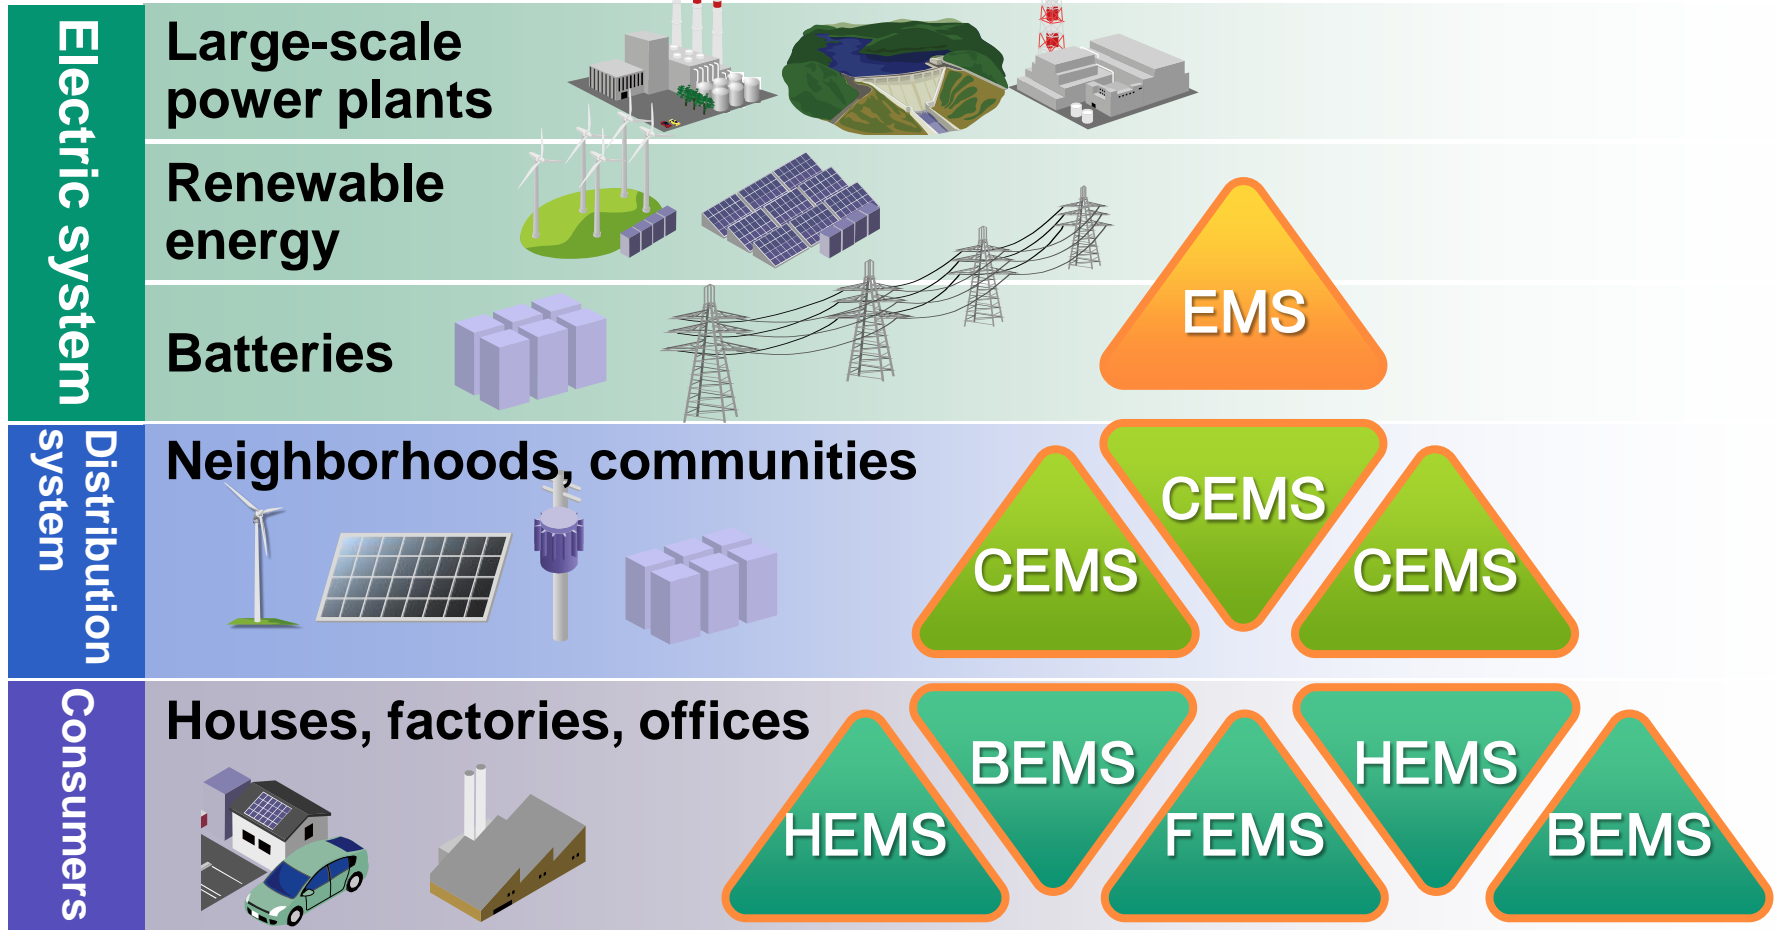 Electric system
Large-scale
power plants
Renewable
energy
Batteries
EMS
Distribution
system
Neighborhoods, communities
CEMS
CEMS
CEMS
Consumers
Houses, factories, offices
HEMS
BEMS
FEMS
HEMS
BEMS